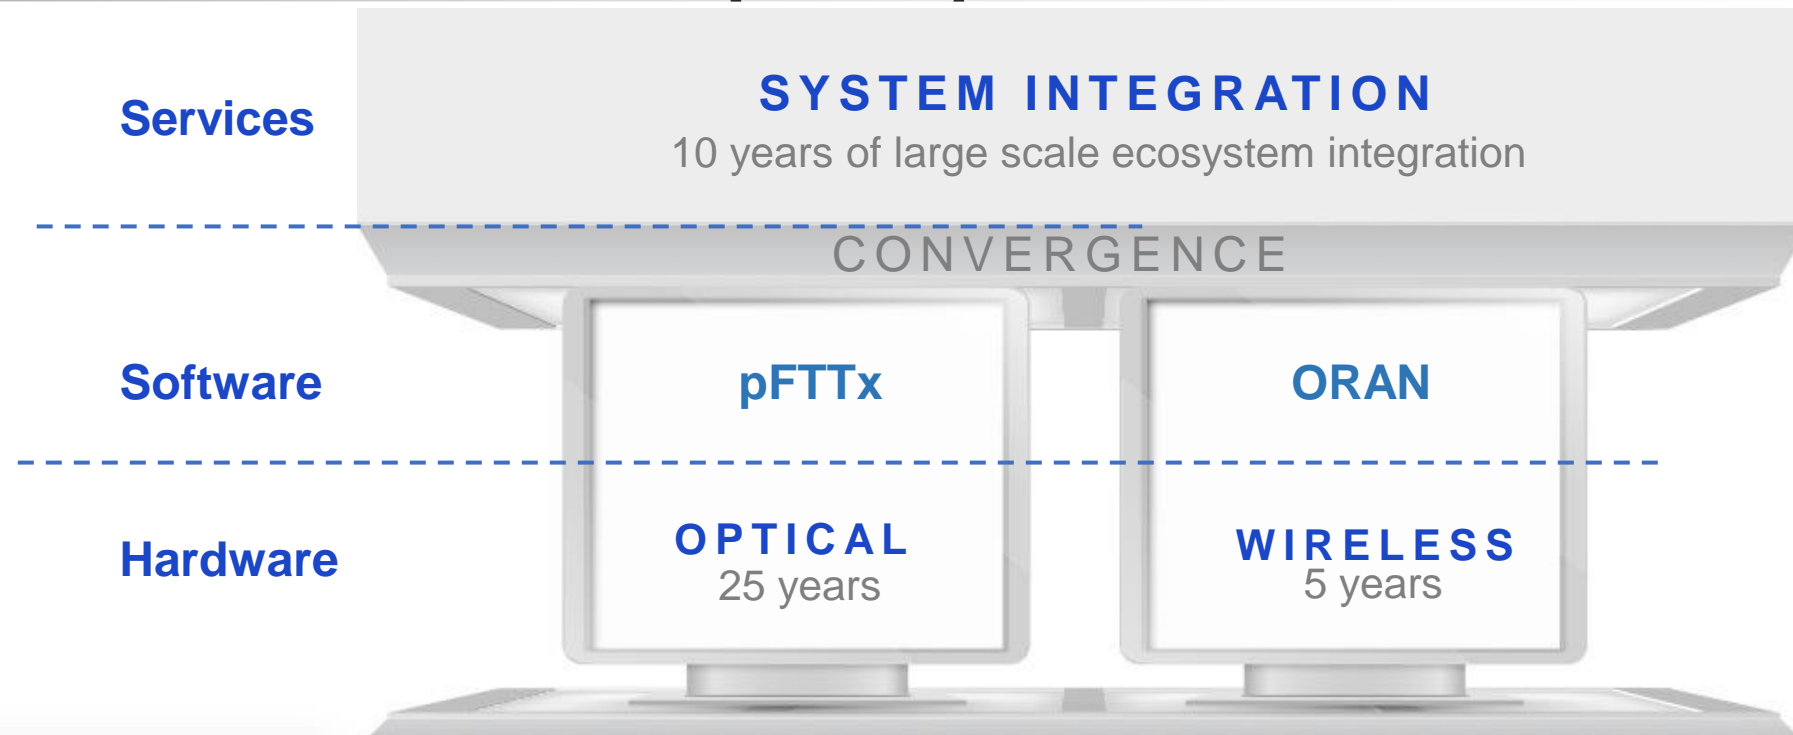 SYSTEM INTEGRATION
Services
10 years of large scale ecosystem integration
CONVERGENCE
Software
pFTTx
ORAN
Hardware
OPTICAL
25 years
WIRELESS
5 years